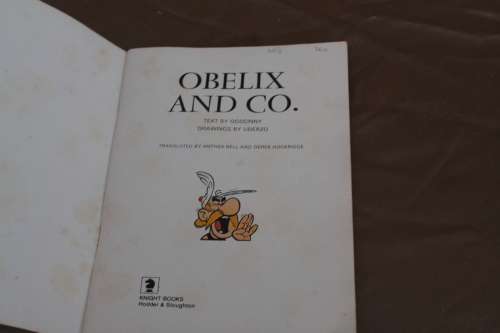 OBELIX
AND CO.
TEXT BY GOSCINNY
DRAWINGS BY UDERZO
TRANSLATED BY ANTHEA BELL AND DEREK HOCKRIDGE
KNIGHT BOOKS
Hodder & Stoughton